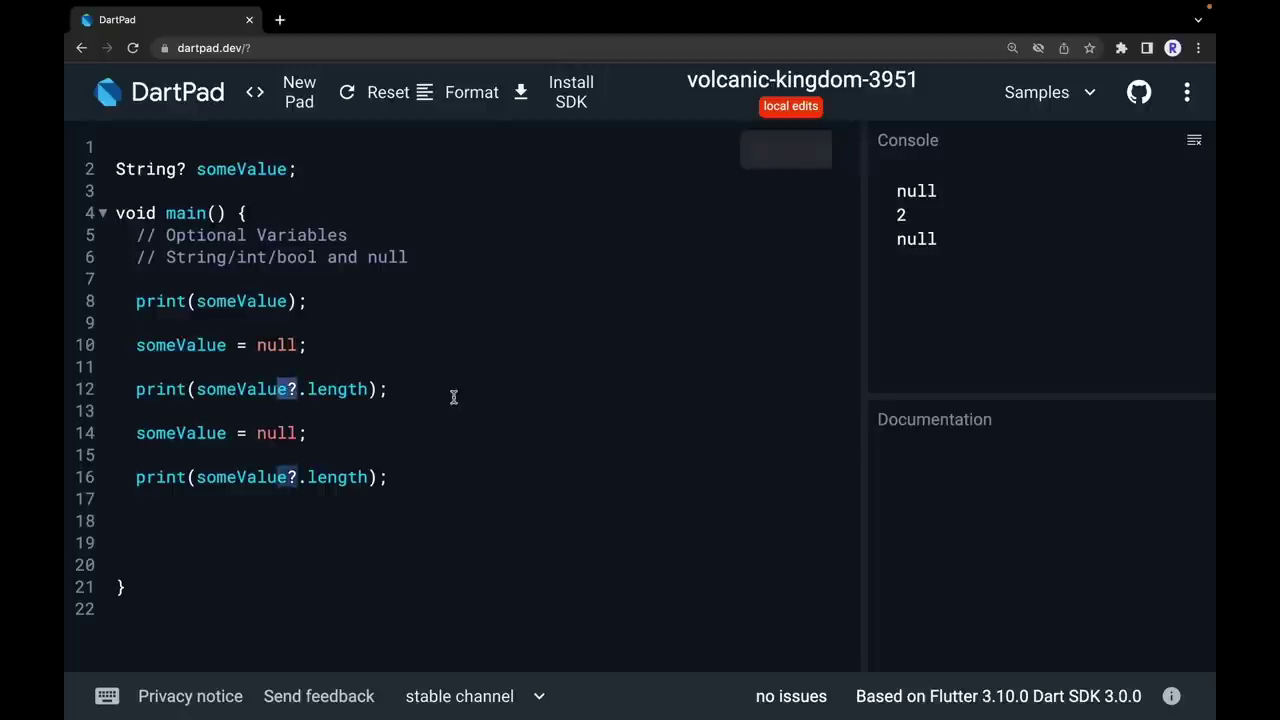 DartPad
dartpad.dev/?
R
DartPad
<> New Pad
Reset
Format
Install SDK
volcanic-kingdom-3951
local edits
Samples
1
2 String? someValue;
3
4 void main() {
5 // Optional Variables
6 // String/int/bool and null
7
8 print(someValue);
9
10 someValue = null;
11
12 print(someValue?.length);
13
14 someValue = null;
15
16 print(someValue?.length);
17
18
19
20
21 }
22
Console
null
2
null
Documentation
Privacy notice
Send feedback
stable channel
no issues
Based on Flutter 3.10.0 Dart SDK 3.0.0